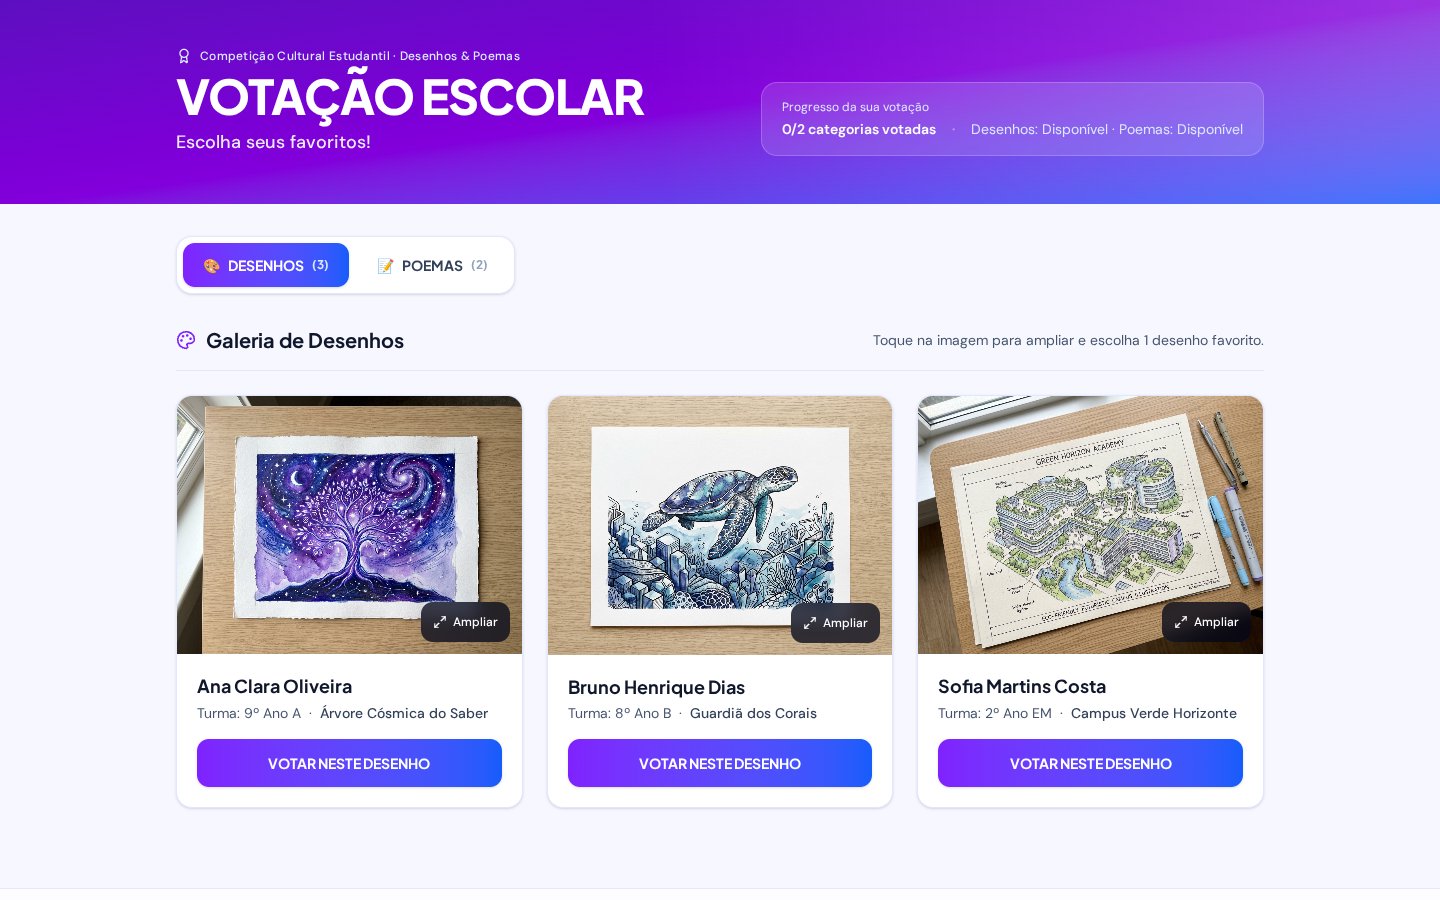 Competição Cultural Estudantil · Desenhos & Poemas
VOTAÇÃO ESCOLAR
Escolha seus favoritos!
Progresso da sua votação
0/2 categorias votadas · Desenhos: Disponível · Poemas: Disponível
🎨 DESENHOS (3)
📝 POEMAS (2)
Galeria de Desenhos
Toque na imagem para ampliar e escolha 1 desenho favorito.
Ampliar
Ana Clara Oliveira
Turma: 9º Ano A · Árvore Cósmica do Saber
VOTAR NESTE DESENHO
Ampliar
Bruno Henrique Dias
Turma: 8º Ano B · Guardiã dos Corais
VOTAR NESTE DESENHO
GREEN HORIZON ACADEMY
Ampliar
Sofia Martins Costa
Turma: 2º Ano EM · Campus Verde Horizonte
VOTAR NESTE DESENHO